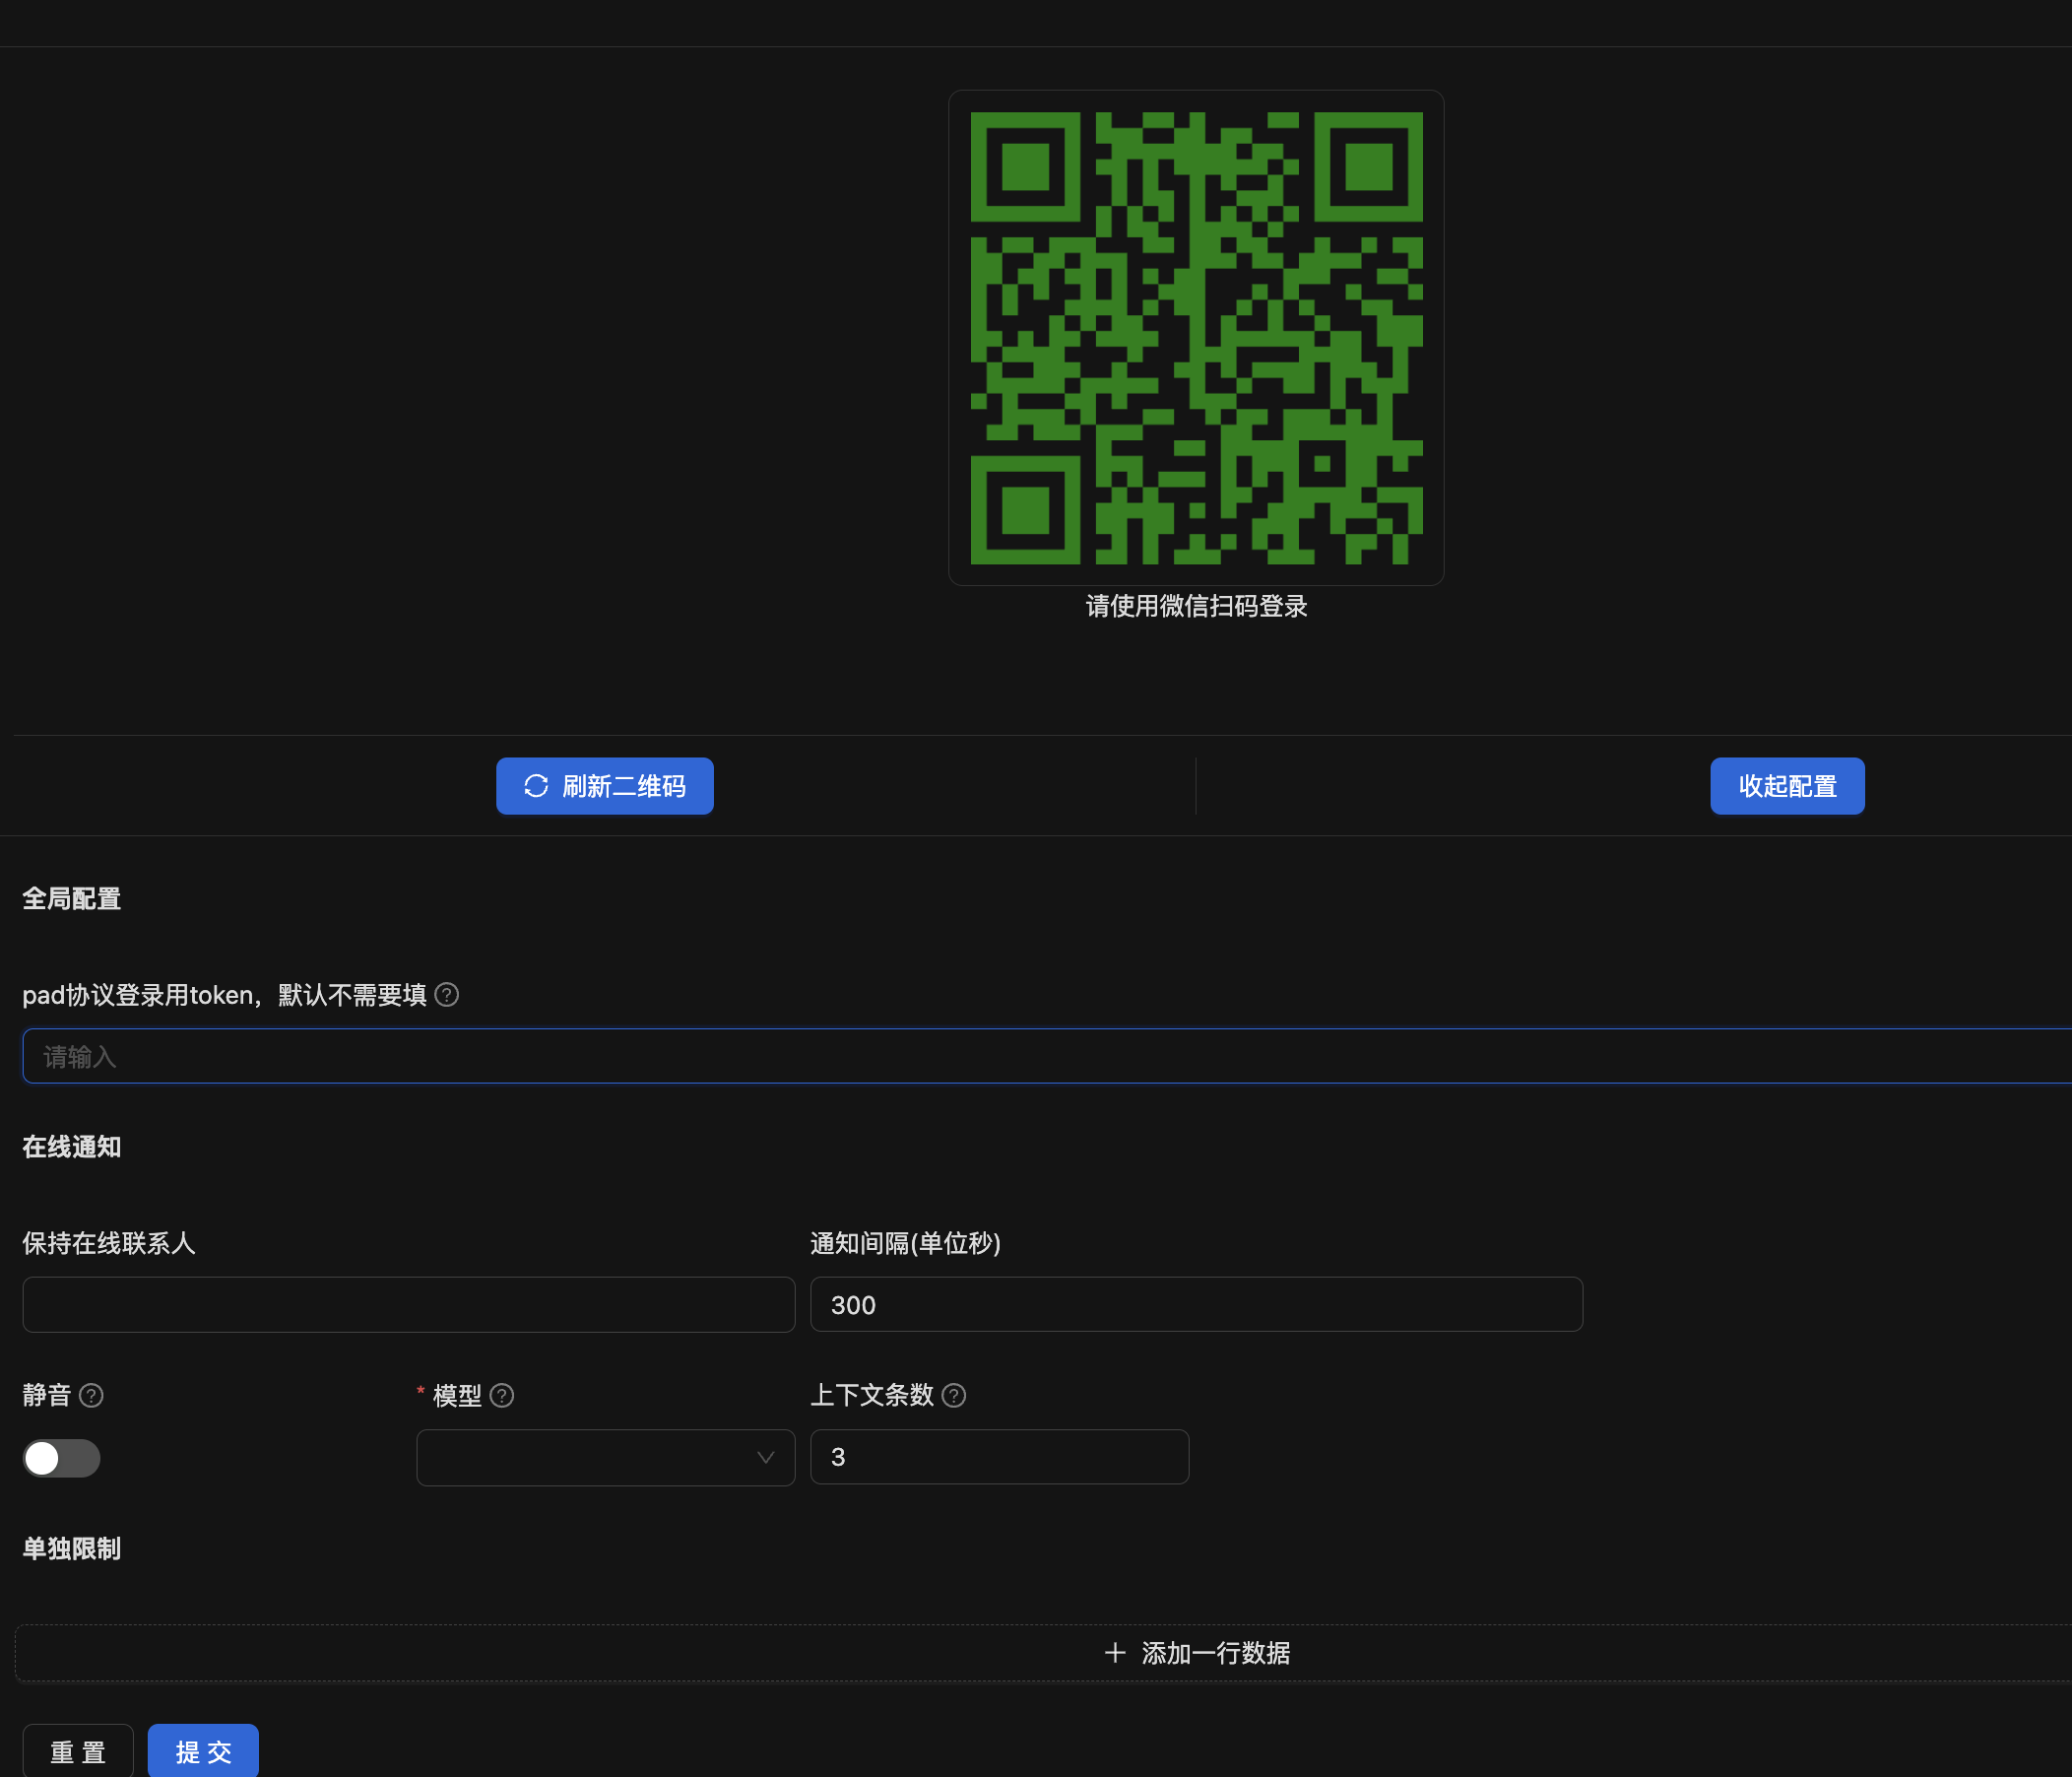 请使用微信扫码登录
刷新二维码
收起配置
全局配置
pad协议登录用token，默认不需要填
请输入
在线通知
保持在线联系人
通知间隔(单位秒)
300
静音
* 模型
上下文条数
3
单独限制
添加一行数据
重 置
提 交